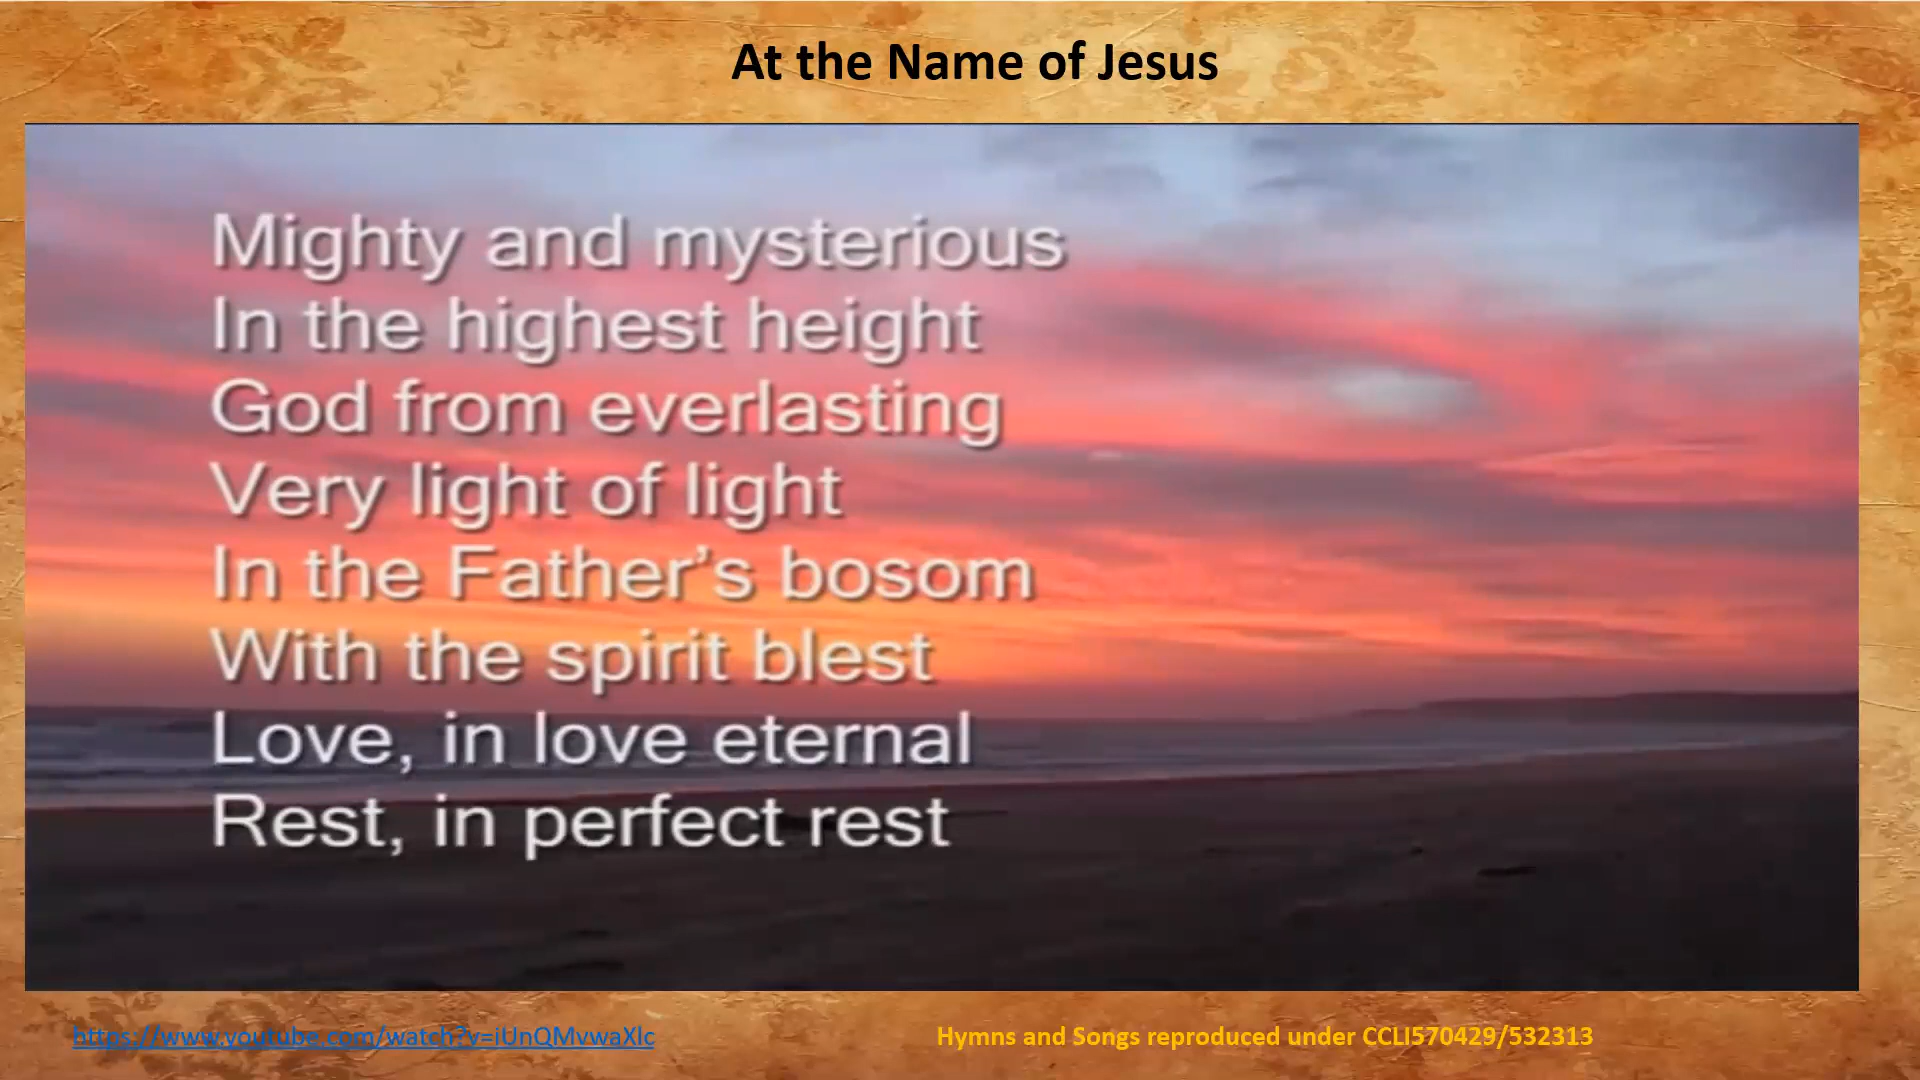 At the Name of Jesus
Mighty and mysterious
In the highest height
God from everlasting
Very light of light
In the Father’s bosom
With the spirit blest
Love, in love eternal
Rest, in perfect rest
https://www.youtube.com/watch?v=iUnQMvwaXlc
Hymns and Songs reproduced under CCLI570429/532313